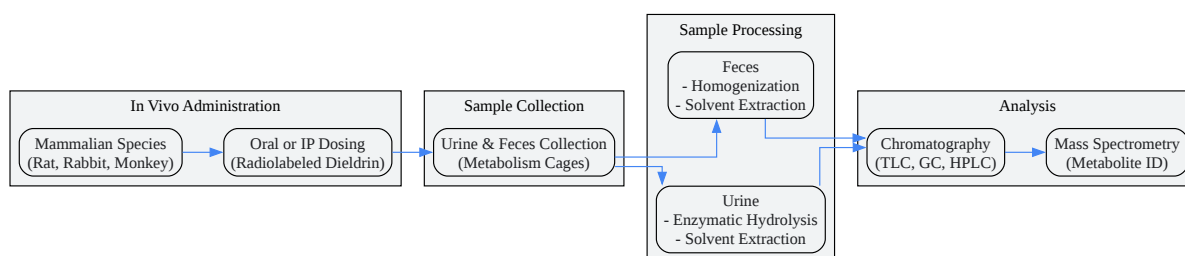 In Vivo Administration
Mammalian Species
(Rat, Rabbit, Monkey)
Oral or IP Dosing
(Radiolabeled Dieldrin)
Sample Collection
Urine & Feces Collection
(Metabolism Cages)
Sample Processing
Feces
- Homogenization
- Solvent Extraction
Urine
- Enzymatic Hydrolysis
- Solvent Extraction
Analysis
Chromatography
(TLC, GC, HPLC)
Mass Spectrometry
(Metabolite ID)